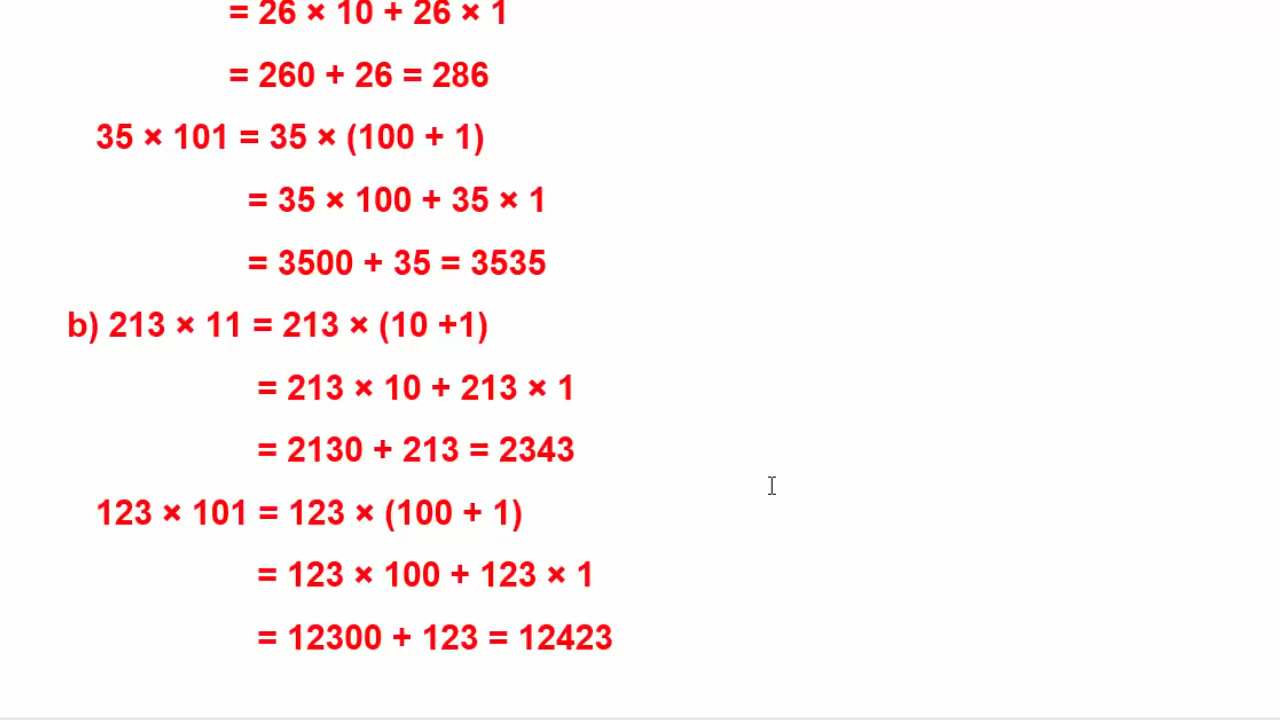 = 26 × 10 + 26 × 1
= 260 + 26 = 286
35 × 101 = 35 × (100 + 1)
= 35 × 100 + 35 × 1
= 3500 + 35 = 3535
b) 213 × 11 = 213 × (10 +1)
= 213 × 10 + 213 × 1
= 2130 + 213 = 2343
123 × 101 = 123 × (100 + 1)
= 123 × 100 + 123 × 1
= 12300 + 123 = 12423